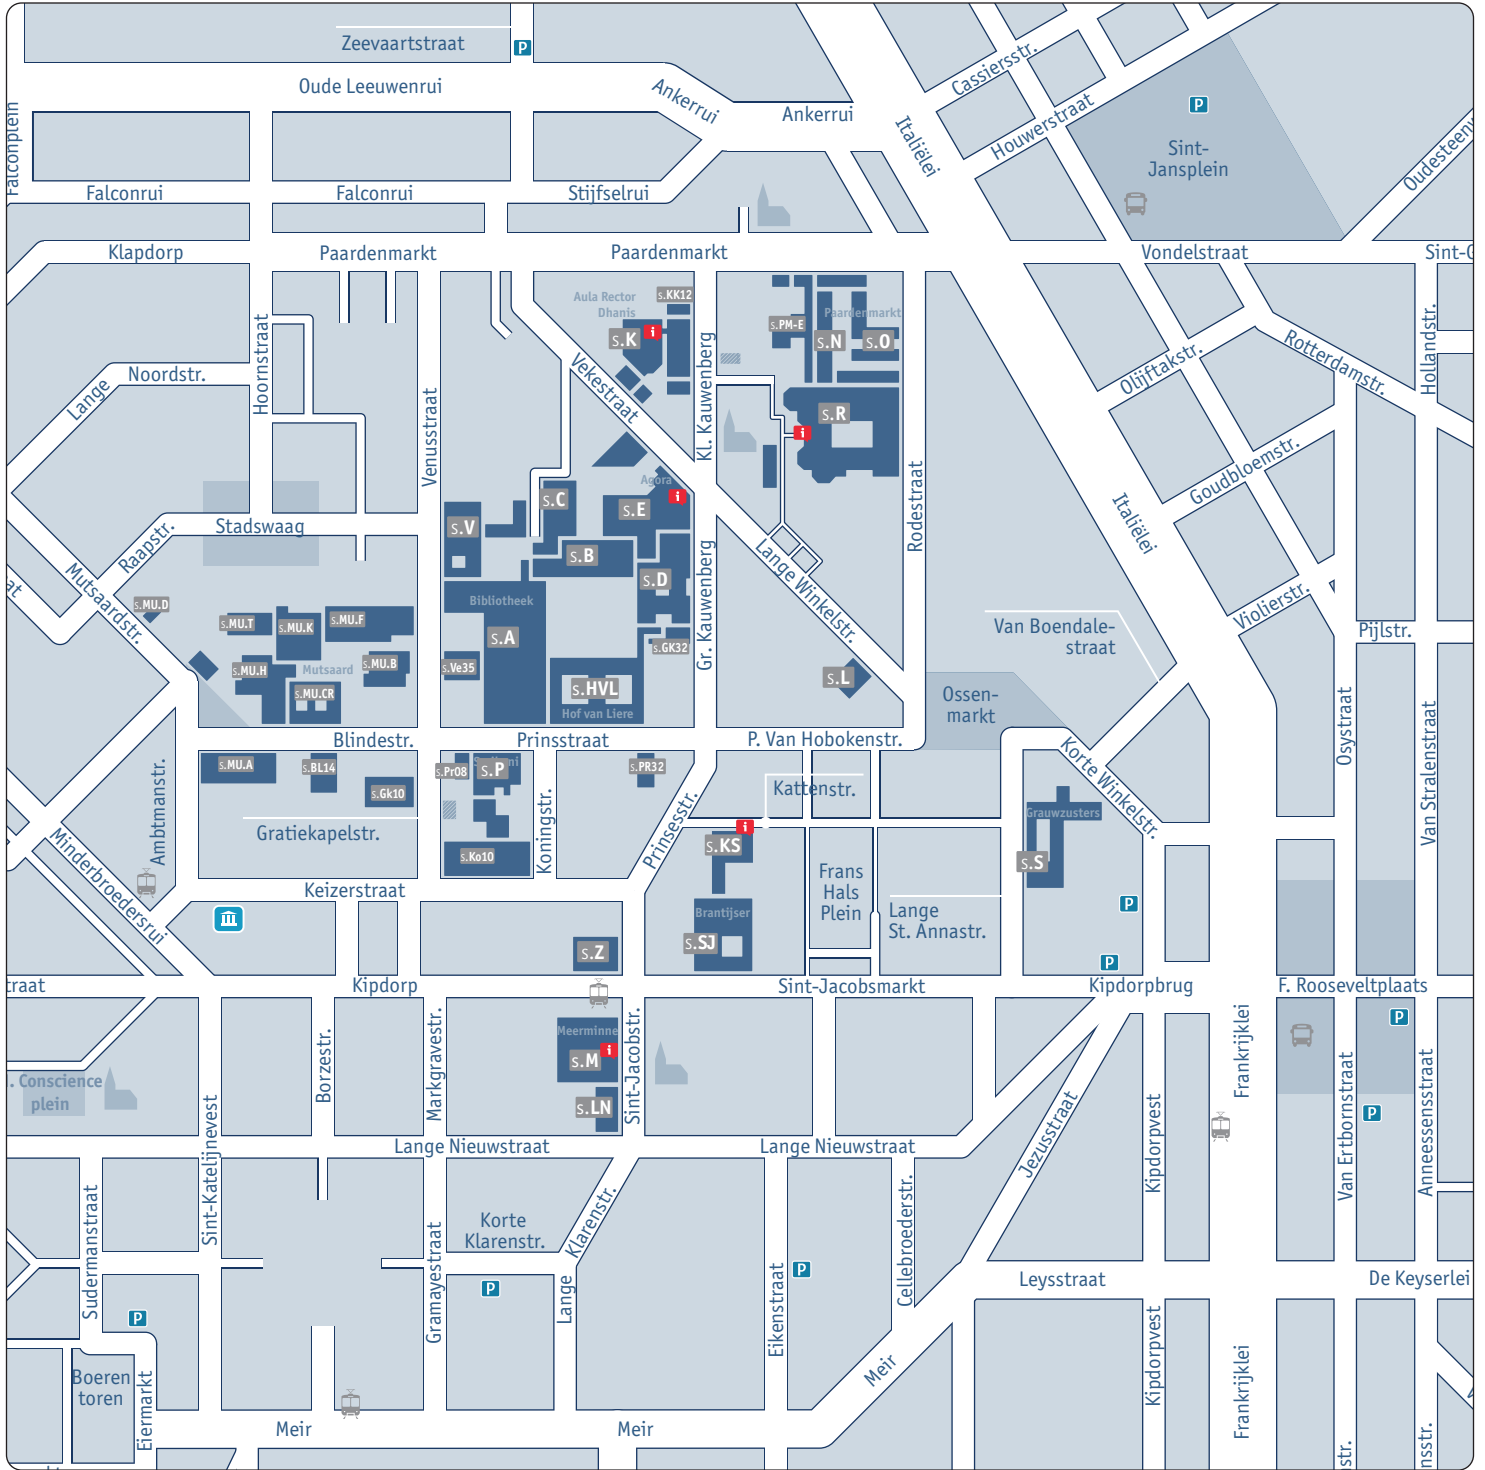 Zeevaartstraat
P
Oude Leeuwenrui
Ankerrui
Ankerrui
Italiëlei
Cassiersstr.
Houwerstraat
P
Sint-
Jansplein
Falconplein
Falconrui
Falconrui
Stijfselrui
Klapdorp
Paardenmarkt
Paardenmarkt
Vondelstraat
Sint-G
Aula Rector
Dhanis
s.KK12
s.K
i
s.PM-E
Paardenmarkt
s.N
s.O
s.R
i
Hoornstraat
Lange
Noordstr.
Venusstraat
Vekestraat
Kl. Kauwenberg
Rodestraat
Olijftakstr.
Rotterdamstr.
Hollandstr.
Goudbloemstr.
Italiëlei
Stadswaag
Raapstr.
Mutsaardstr.
at
Agora
i
s.C
s.E
s.V
s.B
s.D
Bibliotheek
s.A
s.GK32
s.Ve35
s.HVL
Hof van Liere
Gr. Kauwenberg
Lange Winkelstr.
s.L
s.MU.D
s.MU.T
s.MU.K
s.MU.F
s.MU.H
Mutsaard
s.MU.B
s.MU.CR
Violierstr.
Pijlstr.
Van Boendale-
straat
Ossen-
markt
Osystraat
Van Stralenstraat
Blindestr.
Prinsstraat
P. Van Hobokenstr.
Korte Winkelstr.
s.MU.A
s.BL14
s.Gk10
s.Pr08
s.P
s.PR32
s.Ko10
Koningstr.
Prinsesstr.
Kattenstr.
Gratiekapelstr.
Ambtmanstr.
Minderbroedersrui
i
s.KS
Grauwzusters
s.S
Frans
Hals
Plein
Lange
St. Annastr.
P
Keizerstraat
Brantijser
s.SJ
s.Z
P
traat
Kipdorp
Sint-Jacobsmarkt
Kipdorpbrug
F. Rooseveltplaats
P
Meerminne
s.M
i
s.LN
Borzestr.
Markgravestr.
Sint-Jacobstr.
Frankrijklei
. Conscience
plein
Sint-Katelijnevest
Lange Nieuwstraat
Lange Nieuwstraat
Jezusstraat
Kipdorpvest
Van Ertbornstraat
P
Anneessensstraat
Sudermanstraat
Gramayestraat
Korte
Klarenstr.
P
Lange
Klarenstr.
Eikenstraat
P
Cellebroederstr.
Leysstraat
De Keyserlei
P
Boeren
toren
Eiermarkt
Meir
Meir
Meir
Kipdorpvest
Frankrijklei
str.
nsstr.